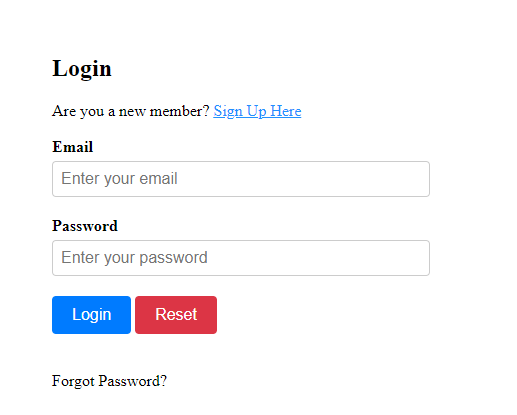 Login
Are you a new member? Sign Up Here
Email
Enter your email
Password
Enter your password
Login Reset
Forgot Password?